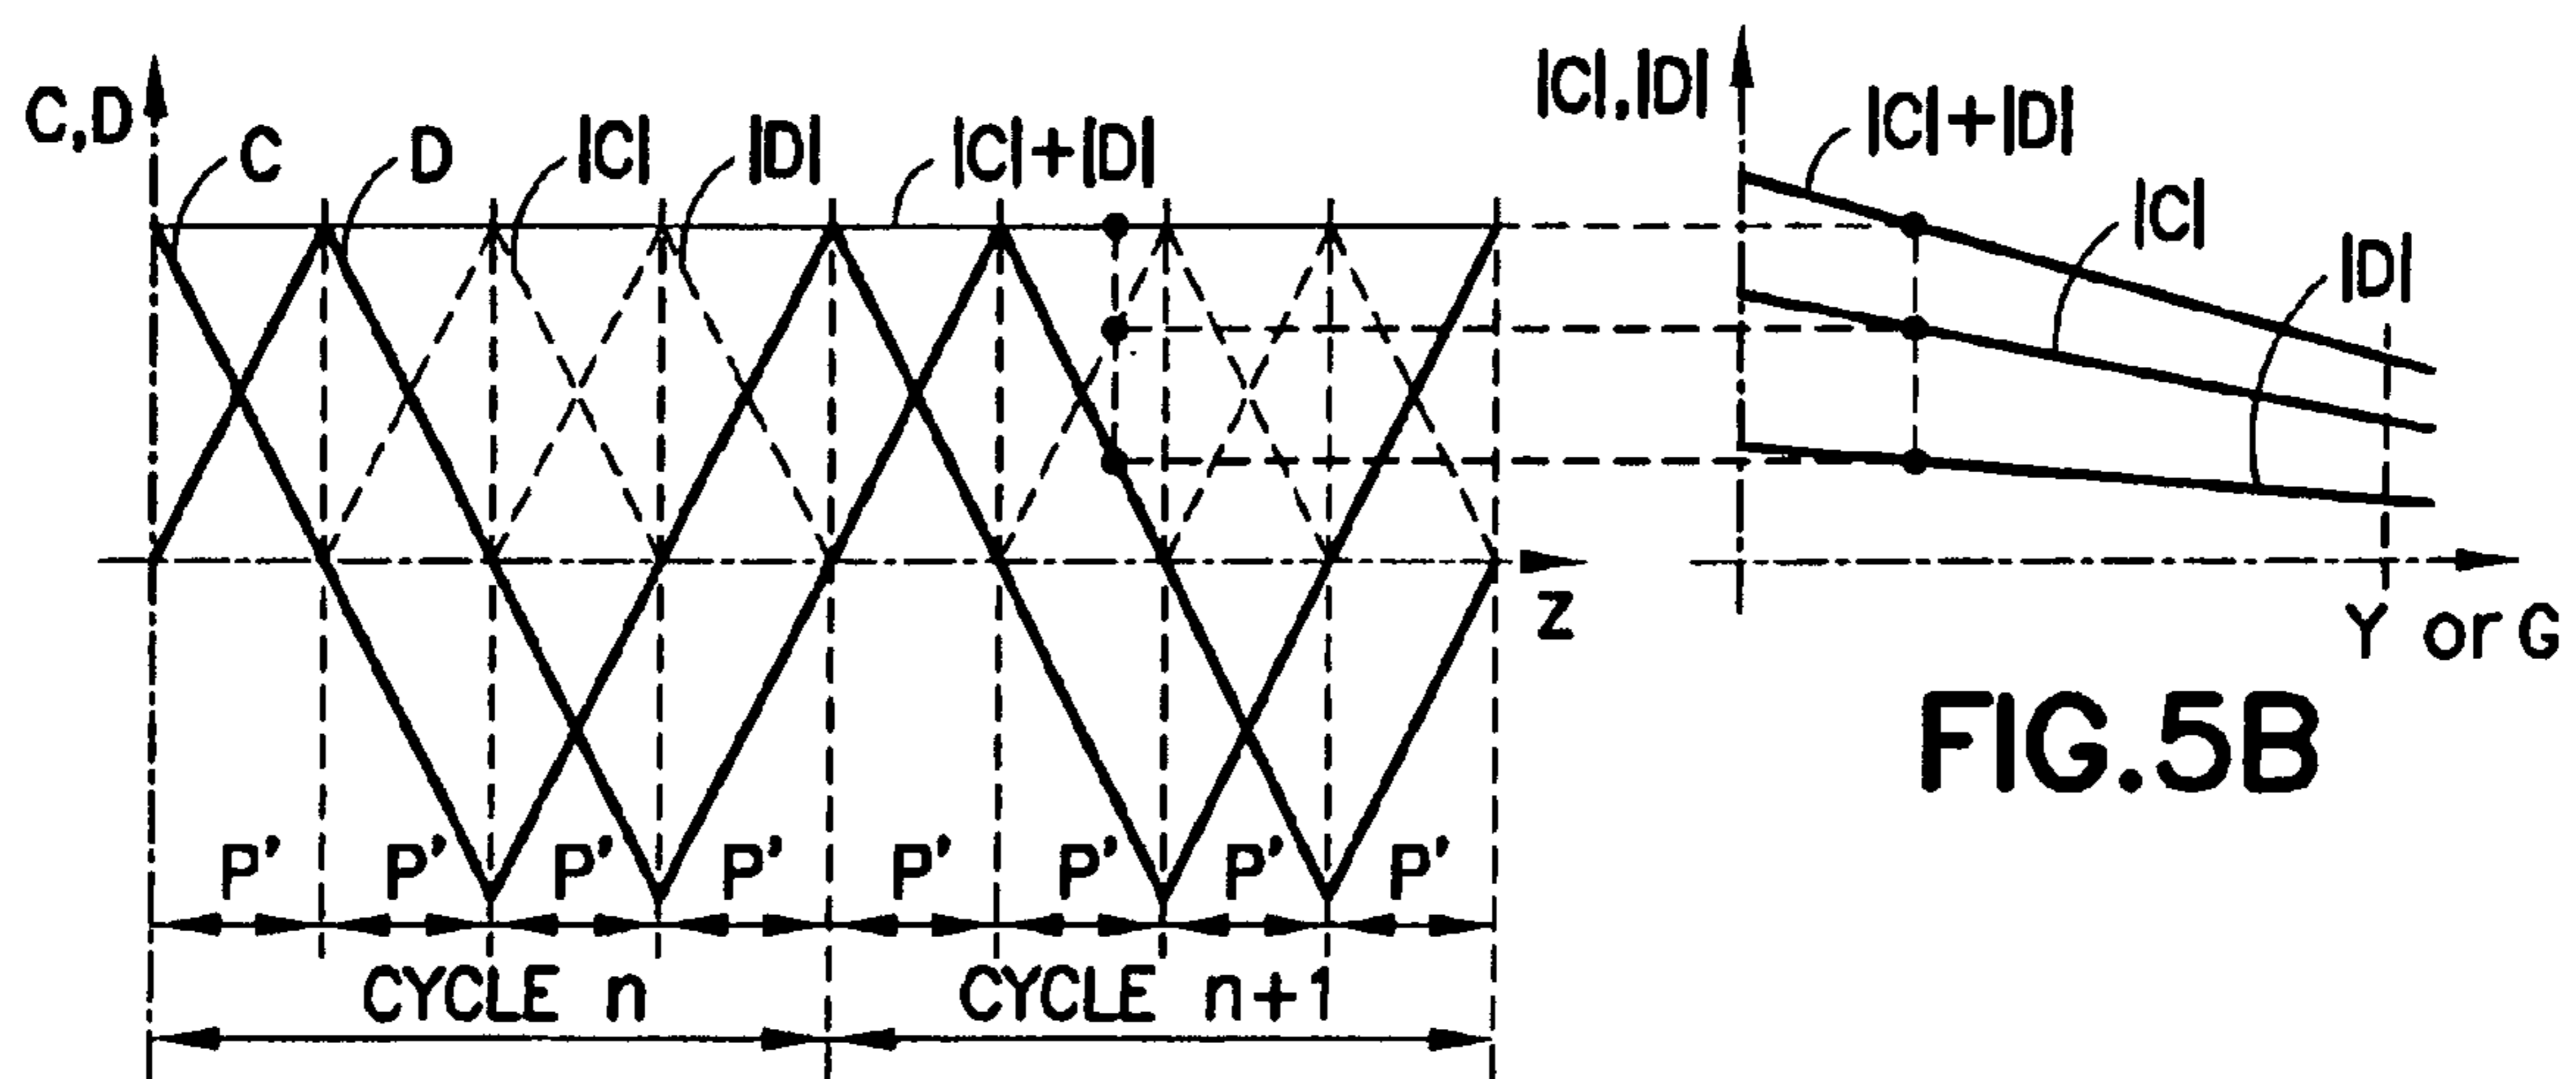 C,D
C
D
|C|
|D|
|C|+|D|
Z
P' P' P' P' P' P' P' P'
CYCLE n
CYCLE n+1
|C|,|D|
|C|+|D|
|C|
|D|
Y or G
FIG.5B